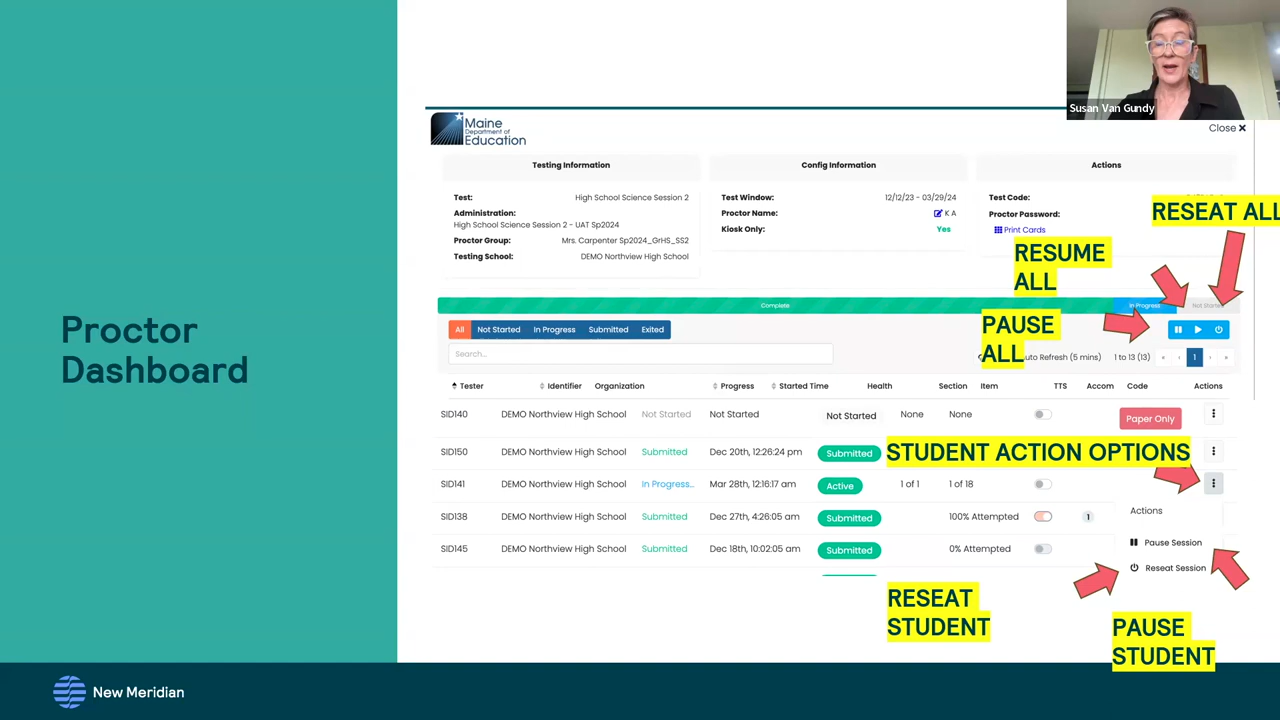 Proctor
Dashboard
Susan Van Gundy
Maine
Department of
Education
Close ✖
Testing Information
Test: High School Science Session 2
Administration:
High School Science Session 2 - UAT Sp2024
Proctor Group: Mrs. Carpenter Sp2024_GrHS_SS2
Testing School: DEMO Northview High School
Config Information
Test Window: 12/12/23 - 03/29/24
Proctor Name: K A
Kiosk Only: Yes
Actions
Test Code:
Proctor Password:
Print Cards
RESEAT ALL
RESUME
ALL
PAUSE
ALL
Complete In Progress
All Not Started In Progress Submitted Exited
Search...
Auto Refresh (5 mins) 1 to 13 (13) « ‹ 1 › »
Tester Identifier Organization Progress Started Time Health Section Item TTS Accom Code Actions
SID140 DEMO Northview High School Not Started Not Started Not Started None None Paper Only
SID150 DEMO Northview High School Submitted Dec 20th, 12:26:24 pm Submitted
STUDENT ACTION OPTIONS
SID141 DEMO Northview High School In Progress... Mar 28th, 12:16:17 am Active 1 of 1 1 of 18
SID138 DEMO Northview High School Submitted Dec 27th, 4:26:05 am Submitted 100% Attempted 1
SID145 DEMO Northview High School Submitted Dec 18th, 10:02:05 am Submitted 0% Attempted
Actions
Pause Session
Reseat Session
RESEAT
STUDENT
PAUSE
STUDENT
New Meridian